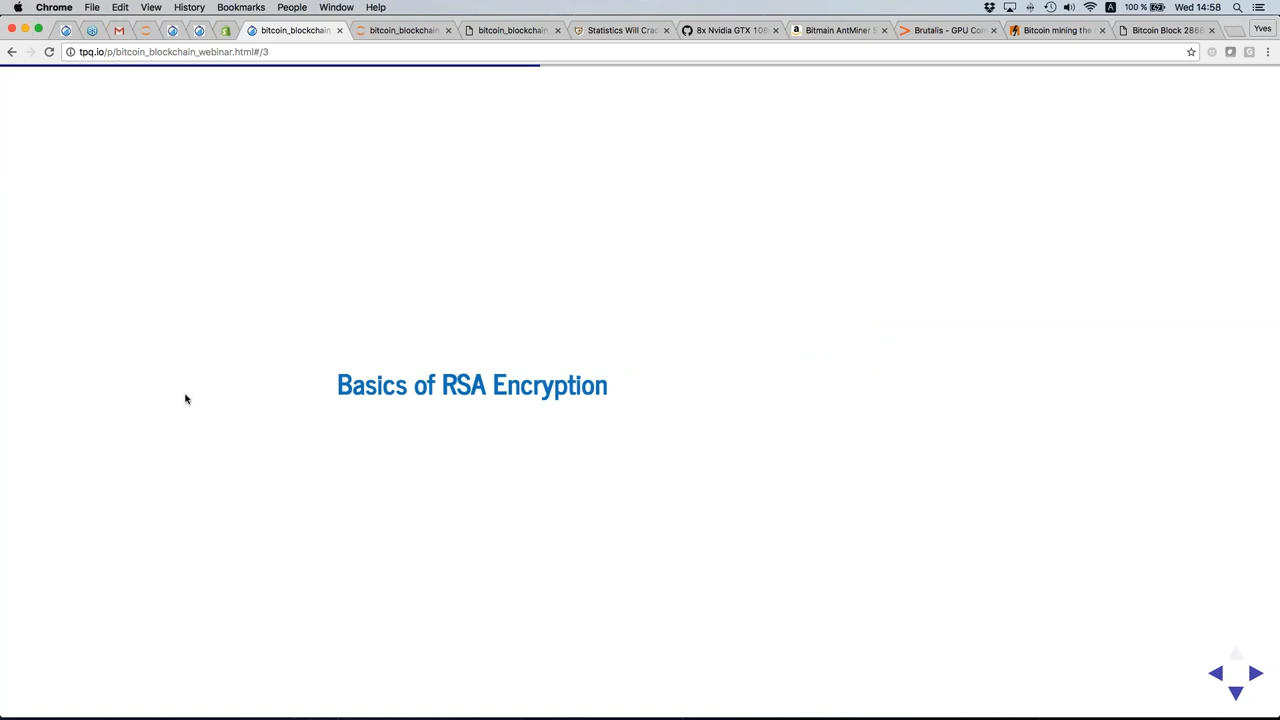 Chrome File Edit View History Bookmarks People Window Help 100 % Wed 14:58
bitcoin_blockchain bitcoin_blockchain bitcoin_blockchain Statistics Will Crac 8x Nvidia GTX 108 Bitmain AntMiner S Brutalis - GPU Com Bitcoin mining the Bitcoin Block 2868 Yves
tpq.io/p/bitcoin_blockchain_webinar.html#/3
Basics of RSA Encryption